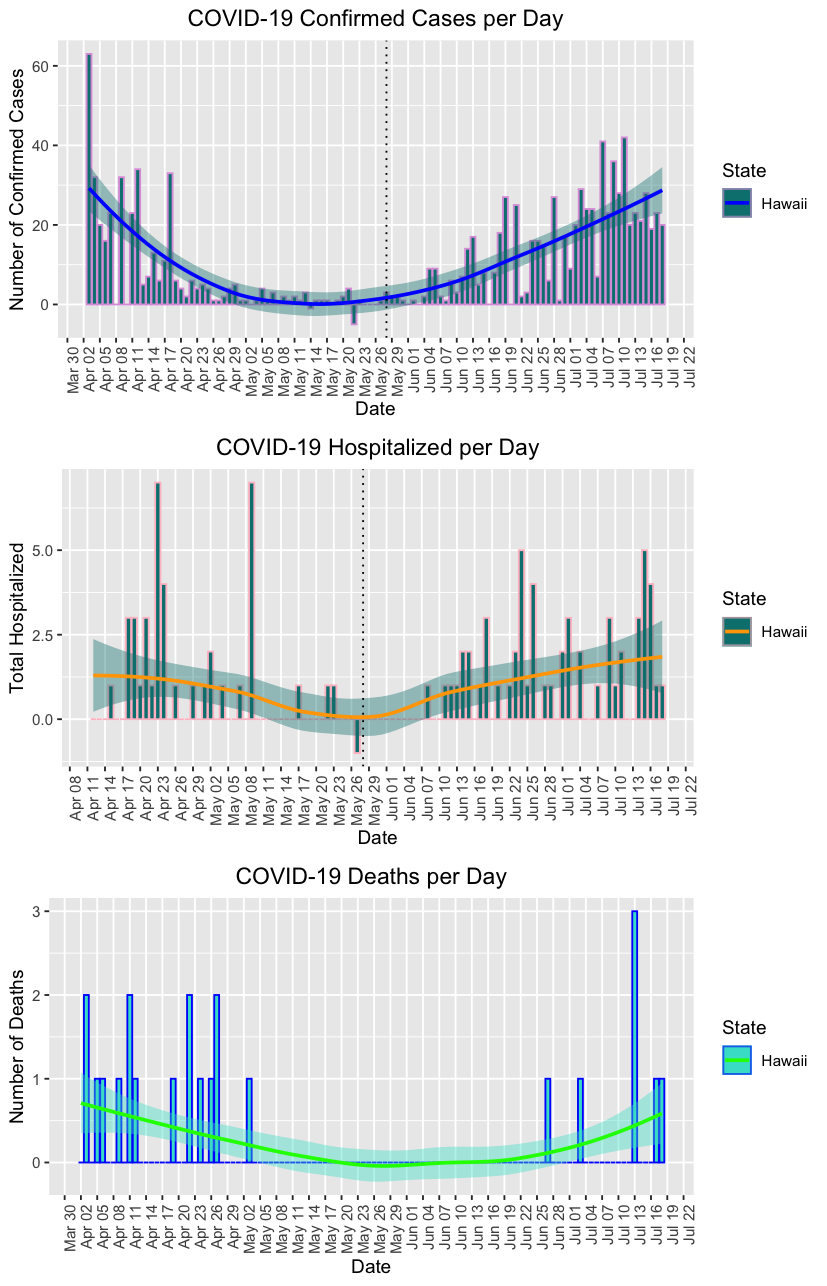 COVID-19 Confirmed Cases per Day
Number of Confirmed Cases
60
40
20
0
Mar 30
Apr 02
Apr 05
Apr 08
Apr 11
Apr 14
Apr 17
Apr 20
Apr 23
Apr 26
Apr 29
May 02
May 05
May 08
May 11
May 14
May 17
May 20
May 23
May 26
May 29
Jun 01
Jun 04
Jun 07
Jun 10
Jun 13
Jun 16
Jun 19
Jun 22
Jun 25
Jun 28
Jul 01
Jul 04
Jul 07
Jul 10
Jul 13
Jul 16
Jul 19
Jul 22
Date
State
Hawaii
COVID-19 Hospitalized per Day
Total Hospitalized
5.0
2.5
0.0
Apr 08
Apr 11
Apr 14
Apr 17
Apr 20
Apr 23
Apr 26
Apr 29
May 02
May 05
May 08
May 11
May 14
May 17
May 20
May 23
May 26
May 29
Jun 01
Jun 04
Jun 07
Jun 10
Jun 13
Jun 16
Jun 19
Jun 22
Jun 25
Jun 28
Jul 01
Jul 04
Jul 07
Jul 10
Jul 13
Jul 16
Jul 19
Jul 22
Date
State
Hawaii
COVID-19 Deaths per Day
Number of Deaths
3
2
1
0
Mar 30
Apr 02
Apr 05
Apr 08
Apr 11
Apr 14
Apr 17
Apr 20
Apr 23
Apr 26
Apr 29
May 02
May 05
May 08
May 11
May 14
May 17
May 20
May 23
May 26
May 29
Jun 01
Jun 04
Jun 07
Jun 10
Jun 13
Jun 16
Jun 19
Jun 22
Jun 25
Jun 28
Jul 01
Jul 04
Jul 07
Jul 10
Jul 13
Jul 16
Jul 19
Jul 22
Date
State
Hawaii